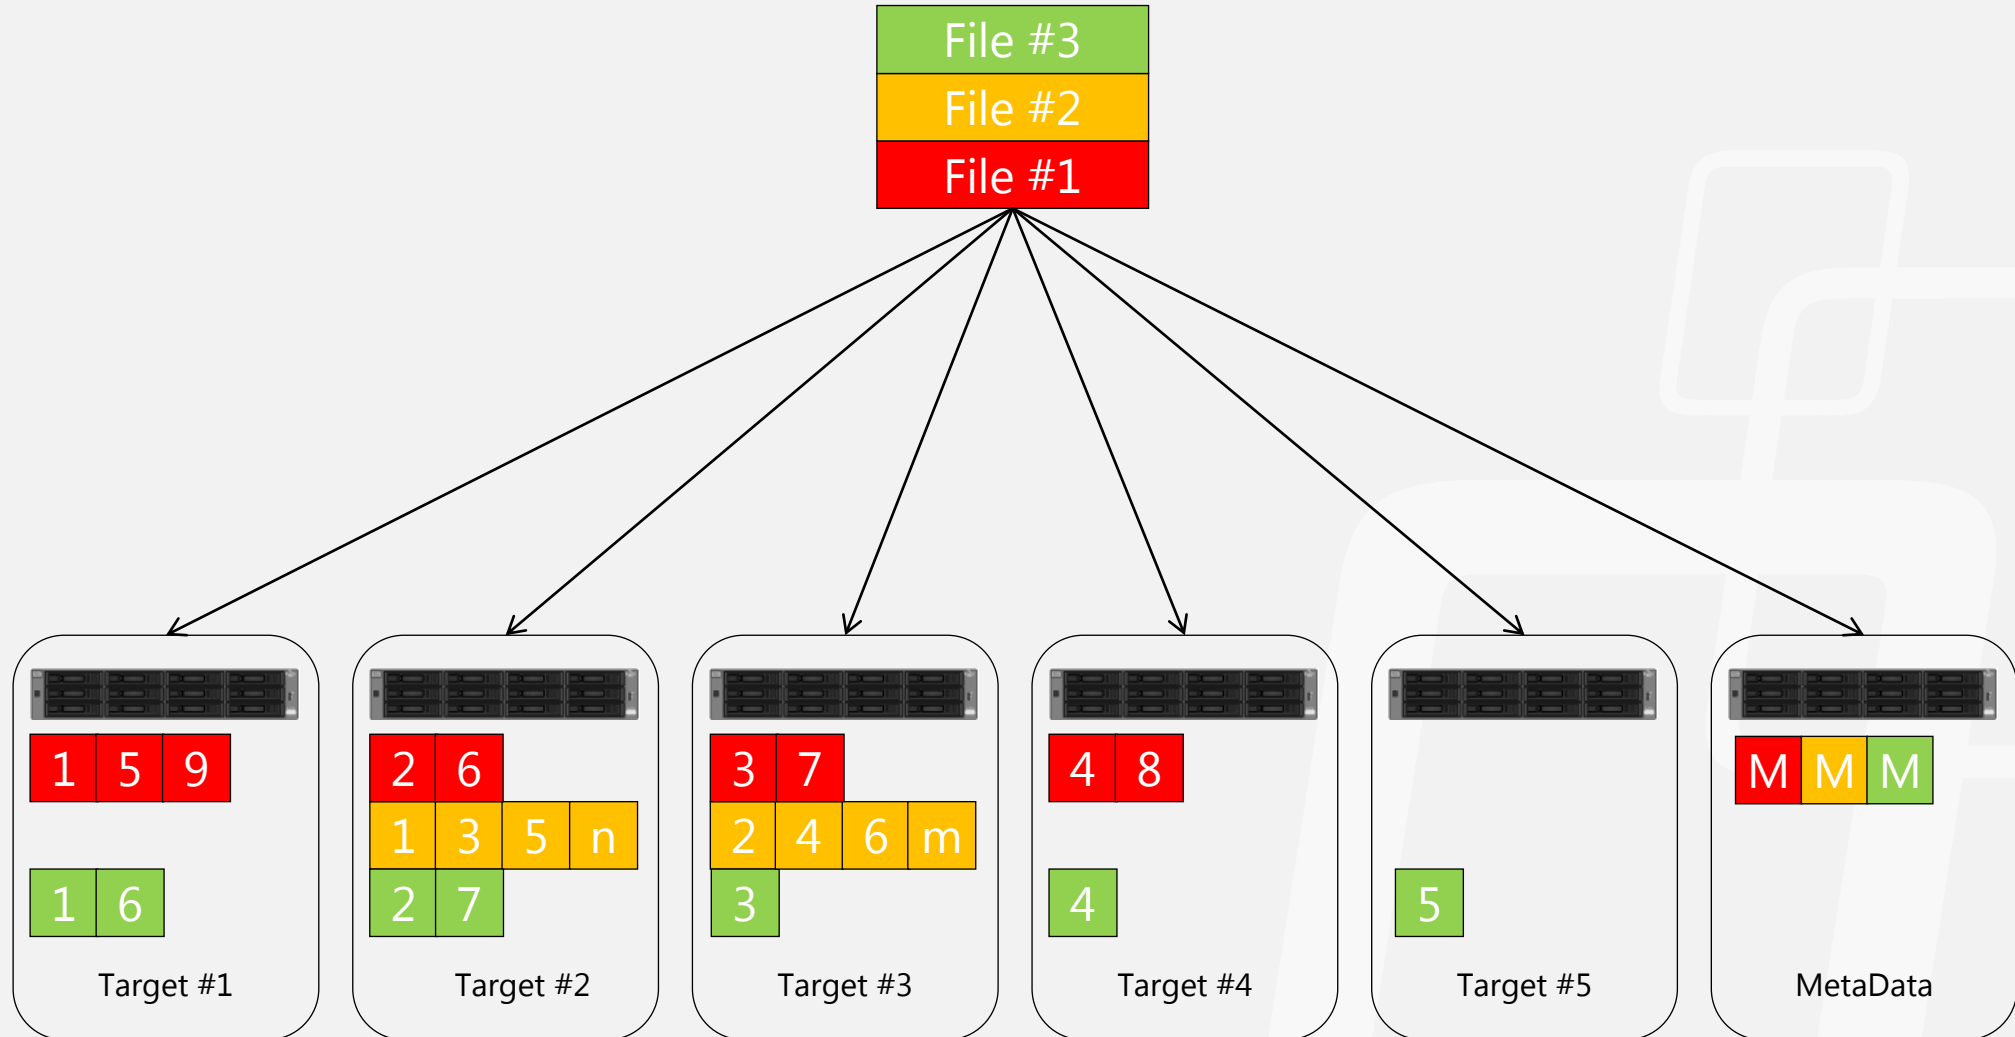 File #3
File #2
File #1
1 5 9
1 6
Target #1
2 6
1 3 5 n
2 7
Target #2
3 7
2 4 6 m
3
Target #3
4 8
4
Target #4
5
Target #5
M M M
MetaData